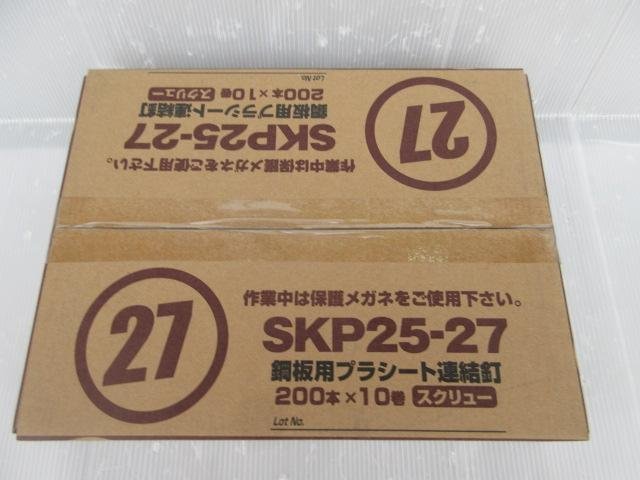 Lot No.
200本×10巻 スクリュー
鋼板用プラシート連結釘
SKP25-27
作業中は保護メガネをご使用下さい。
27
27
作業中は保護メガネをご使用下さい。
SKP25-27
鋼板用プラシート連結釘
200本×10巻 スクリュー
Lot No.